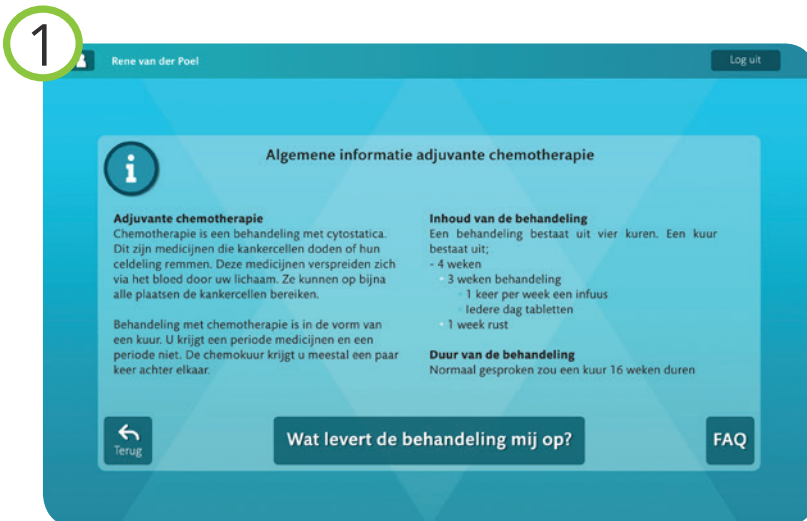 1
Rene van der Poel
Log uit
Algemene informatie adjuvante chemotherapie
Adjuvante chemotherapie
Chemotherapie is een behandeling met cytostatica.
Dit zijn medicijnen die kankercellen doden of hun
celdeling remmen. Deze medicijnen verspreiden zich
via het bloed door uw lichaam. Ze kunnen op bijna
alle plaatsen de kankercellen bereiken.
Behandeling met chemotherapie is in de vorm van
een kuur. U krijgt een periode medicijnen en een
periode niet. De chemokuur krijgt u meestal een paar
keer achter elkaar.
Inhoud van de behandeling
Een behandeling bestaat uit vier kuren. Een kuur
bestaat uit;
- 4 weken
◦ 3 weken behandeling
◦ 1 keer per week een infuus
◦ Iedere dag tabletten
◦ 1 week rust
Duur van de behandeling
Normaal gesproken zou een kuur 16 weken duren
Terug
Wat levert de behandeling mij op?
FAQ